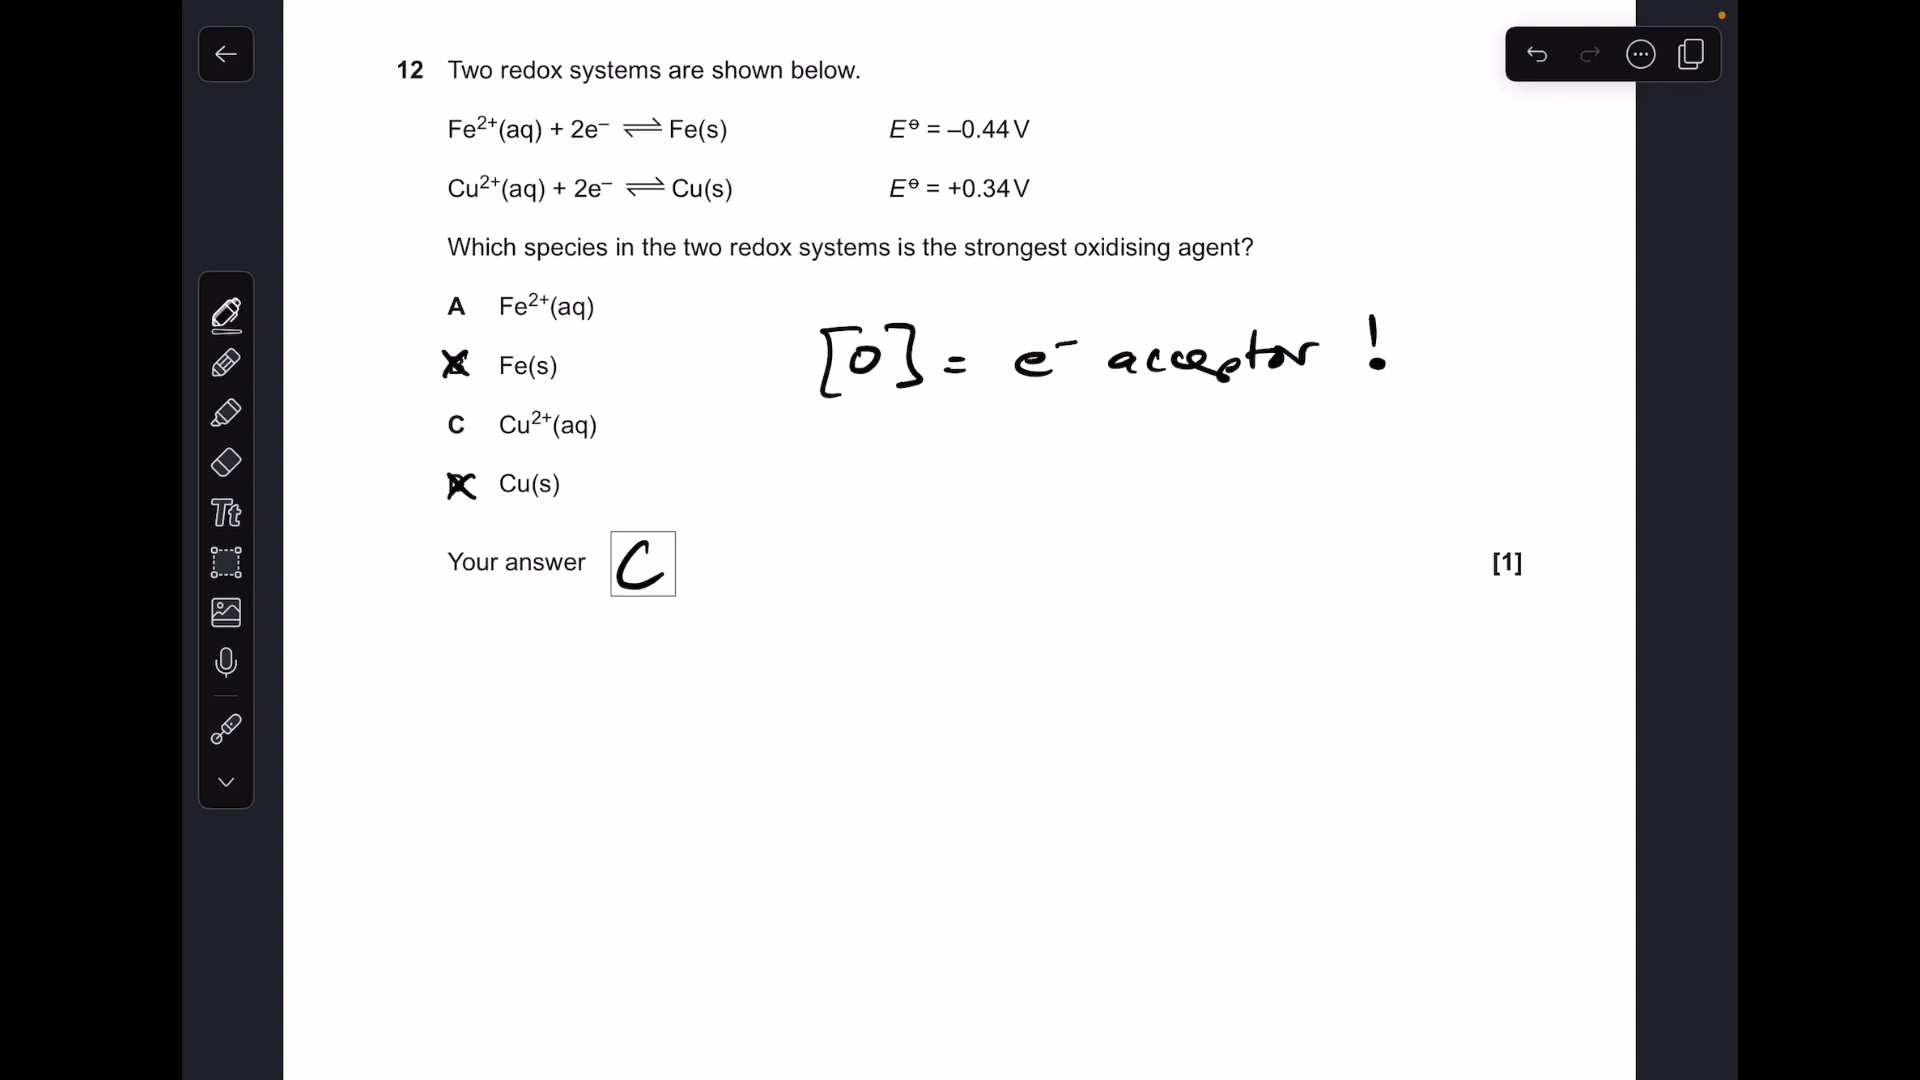 12 Two redox systems are shown below.
Fe²⁺(aq) + 2e⁻ ⇌ Fe(s) E⦵ = –0.44 V
Cu²⁺(aq) + 2e⁻ ⇌ Cu(s) E⦵ = +0.34 V
Which species in the two redox systems is the strongest oxidising agent?
A Fe²⁺(aq)
Fe(s)
[O] = e⁻ acceptor !
C Cu²⁺(aq)
Cu(s)
Your answer C [1]
Tt